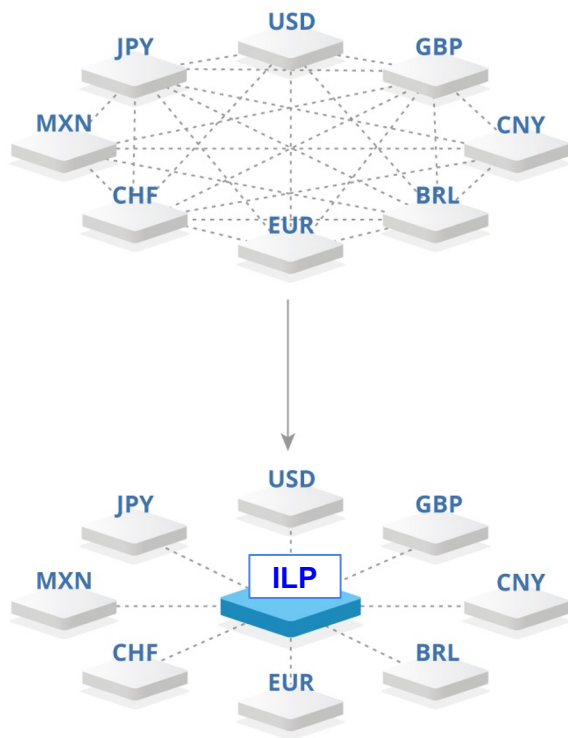 USD
JPY
GBP
MXN
CNY
CHF
BRL
EUR
USD
JPY
GBP
ILP
MXN
CNY
CHF
BRL
EUR